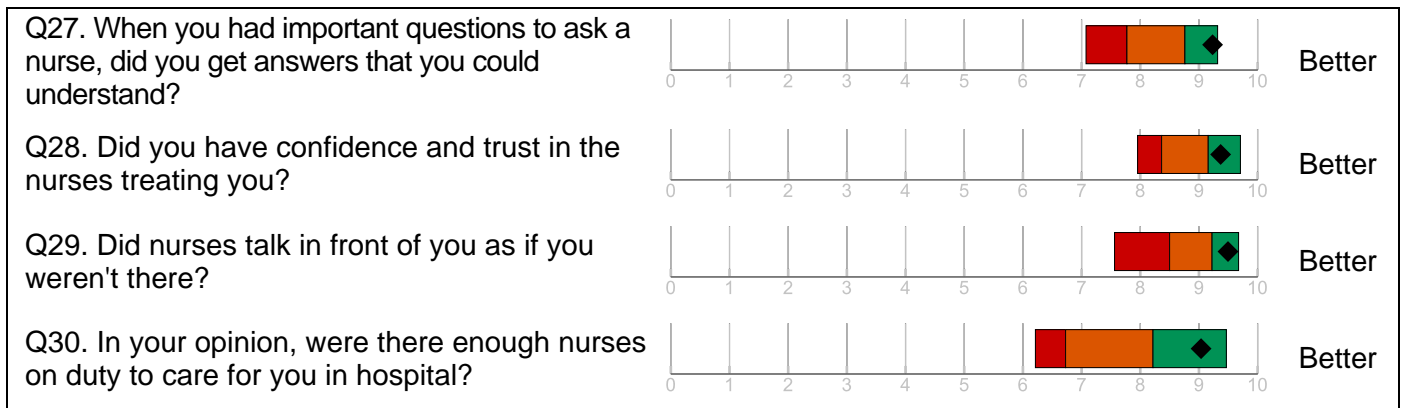 Q27. When you had important questions to ask a
nurse, did you get answers that you could
understand?
0 1 2 3 4 5 6 7 8 9 10
Better
Q28. Did you have confidence and trust in the
nurses treating you?
0 1 2 3 4 5 6 7 8 9 10
Better
Q29. Did nurses talk in front of you as if you
weren't there?
0 1 2 3 4 5 6 7 8 9 10
Better
Q30. In your opinion, were there enough nurses
on duty to care for you in hospital?
0 1 2 3 4 5 6 7 8 9 10
Better